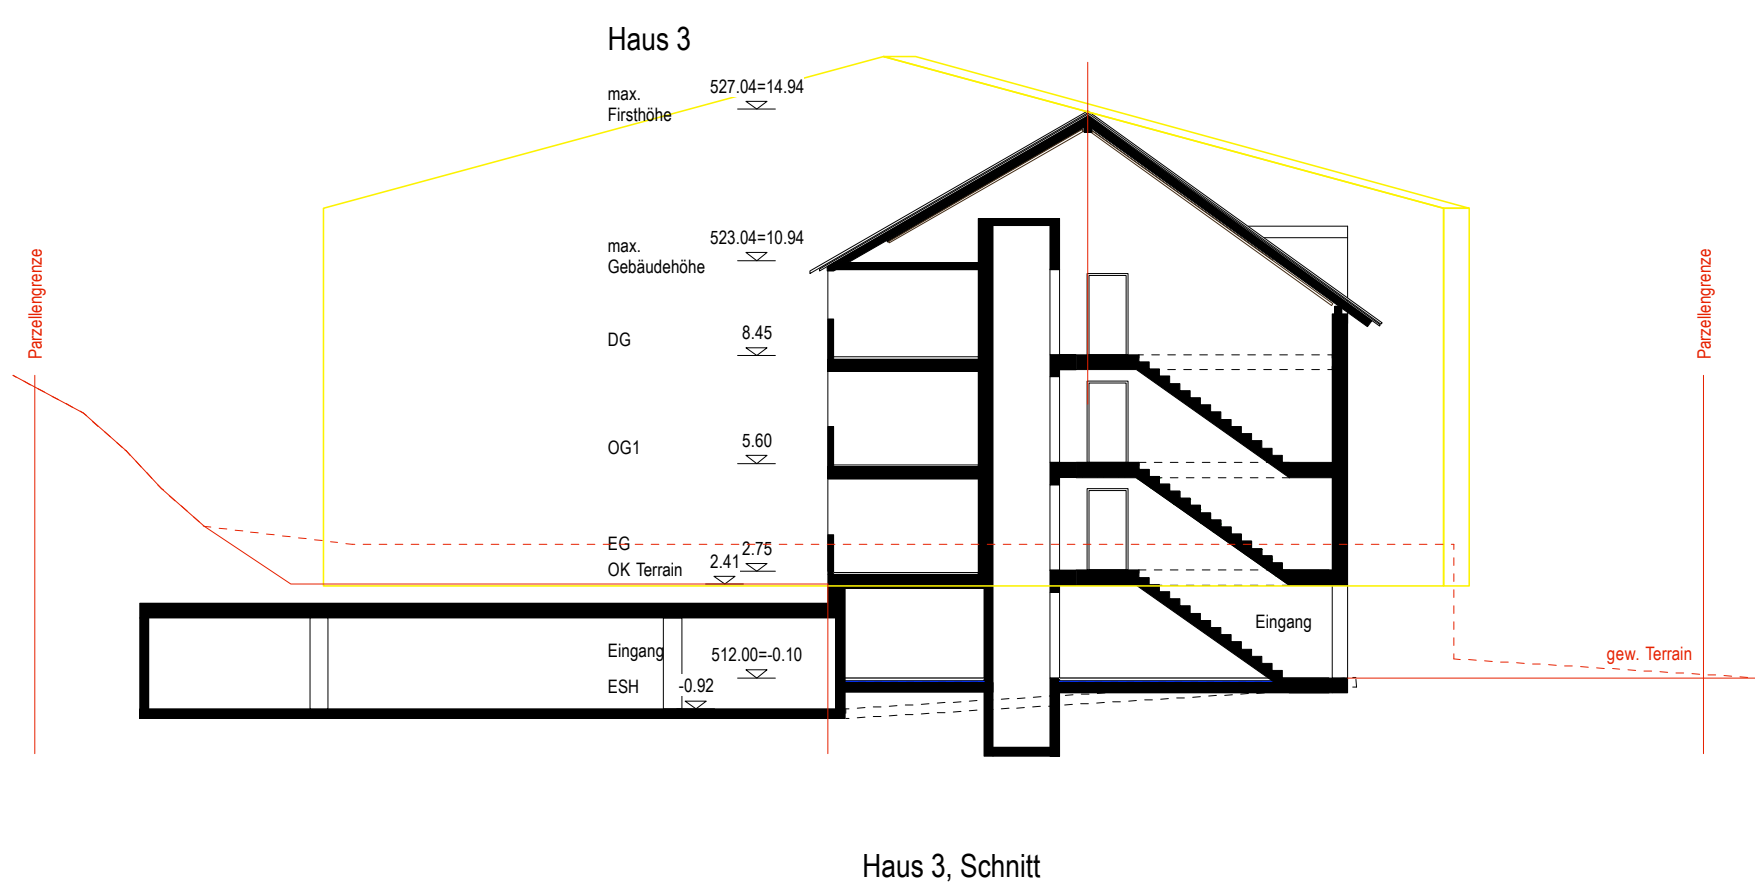 Haus 3
max.
Firsthöhe
527.04=14.94
max.
Gebäudehöhe
523.04=10.94
Parzellengrenze
Parzellengrenze
DG
8.45
OG1
5.60
EG
2.75
OK Terrain
2.41
Eingang
Eingang
512.00=-0.10
gew. Terrain
ESH
-0.92
Haus 3, Schnitt